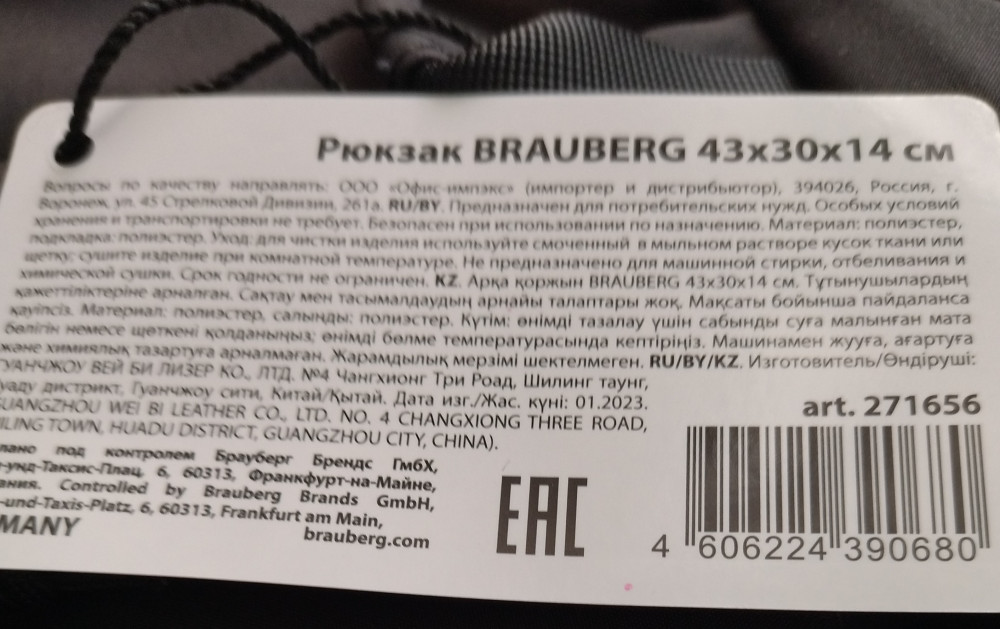 Рюкзак BRAUBERG 43х30х14 см
Вопросы по качеству направлять: ООО «Офис-импэкс» (импортер и дистрибьютор), 394026, Россия, г.
Воронеж, ул. 45 Стрелковой Дивизии, 261а. RU/BY. Предназначен для потребительских нужд. Особых условий
хранения и транспортировки не требует. Безопасен при использовании по назначению. Материал: полиэстер,
подкладка: полиэстер. Уход: для чистки изделия используйте смоченный в мыльном растворе кусок ткани или
щетку; сушите изделие при комнатной температуре. Не предназначено для машинной стирки, отбеливания и
химической сушки. Срок годности не ограничен. KZ. Арқа қоржын BRAUBERG 43х30х14 см. Тұтынушылардың
қажеттіліктеріне арналған. Сақтау мен тасымалдаудың арнайы талаптары жоқ. Мақсаты бойынша пайдаланса
қауіпсіз. Материал: полиэстер, салынды: полиэстер. Күтім: өнімді тазалау үшін сабынды суға малынған мата
бөлігін немесе щөткені қолданыңыз; өнімді бөлме температурасында кептіріңіз. Машинамен жууға, ағартуға
және химиялық тазартуға арналмаған. Жарамдылық мерзімі шектелмеген. RU/BY/KZ. Изготовитель/Өндіруші:
ГУАНЧЖОУ ВЕЙ БИ ЛИЗЕР КО., ЛТД. №4 Чангхионг Три Роад, Шилинг таунг,
уаду дистрикт, Гуанчжоу сити, Китай/Қытай. Дата изг./Жас. күні: 01.2023.
GUANGZHOU WEI BI LEATHER CO., LTD. NO. 4 CHANGXIONG THREE ROAD,
ILING TOWN, HUADU DISTRICT, GUANGZHOU CITY, CHINA).
лано под контролем Брауберг Брендс ГмбХ,
-унд-Таксис-Плац, 6, 60313, Франкфурт-на-Майне,
ания. Controlled by Brauberg Brands GmbH,
-und-Taxis-Platz, 6, 60313, Frankfurt am Main,
MANY
brauberg.com
EAC
art. 271656
4 606224 390680